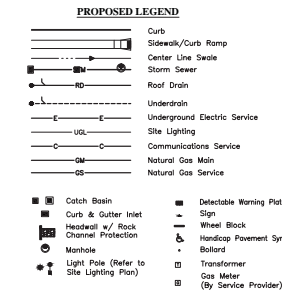 PROPOSED LEGEND
Curb
Sidewalk/Curb Ramp
Center Line Swale
Storm Sewer
RD
Roof Drain
Underdrain
E E
Underground Electric Service
UGL
Site Lighting
C C
Communications Service
GM
Natural Gas Main
GS
Natural Gas Service
Catch Basin
Curb & Gutter Inlet
Headwall w/ Rock
Channel Protection
Manhole
Light Pole (Refer to
Site Lighting Plan)
Detectable Warning Plat
Sign
Wheel Block
Handicap Pavement Syr
Bollard
T Transformer
G Gas Meter
(By Service Provider)